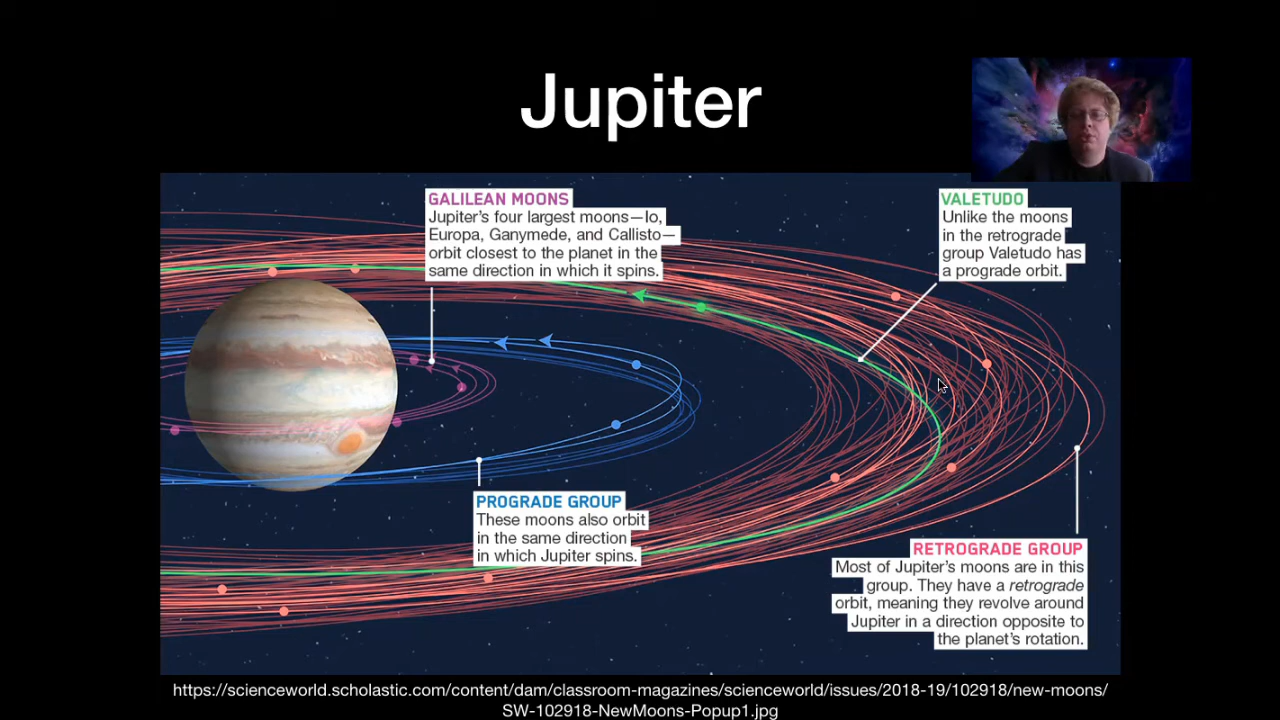 Jupiter
GALILEAN MOONS
Jupiter's four largest moons—Io,
Europa, Ganymede, and Callisto—
orbit closest to the planet in the
same direction in which it spins.
VALETUDO
Unlike the moons
in the retrograde
group Valetudo has
a prograde orbit.
PROGRADE GROUP
These moons also orbit
in the same direction
in which Jupiter spins.
RETROGRADE GROUP
Most of Jupiter's moons are in this
group. They have a retrograde
orbit, meaning they revolve around
Jupiter in a direction opposite to
the planet's rotation.
https://scienceworld.scholastic.com/content/dam/classroom-magazines/scienceworld/issues/2018-19/102918/new-moons/
SW-102918-NewMoons-Popup1.jpg